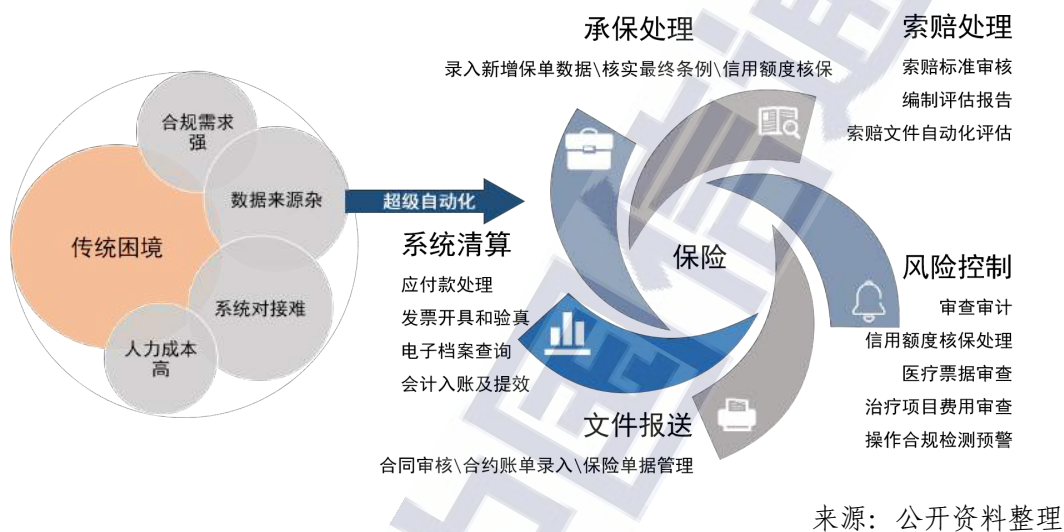 合规需求
强
数据来源杂
传统困境
系统对接难
人力成本
高
超级自动化
承保处理
录入新增保单数据\核实最终条例\信用额度核保
索赔处理
索赔标准审核
编制评估报告
索赔文件自动化评估
保险
系统清算
应付款处理
发票开具和验真
电子档案查询
会计入账及提效
风险控制
审查审计
信用额度核保处理
医疗票据审查
治疗项目费用审查
操作合规检测预警
文件报送
合同审核\合约账单录入\保险单据管理
来源：公开资料整理